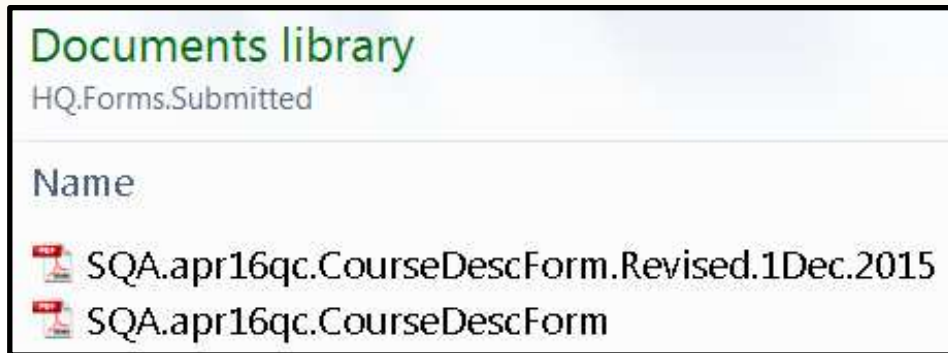 Documents library
HQ.Forms.Submitted
Name
SQA.apr16qc.CourseDescForm.Revised.1Dec.2015
SQA.apr16qc.CourseDescForm